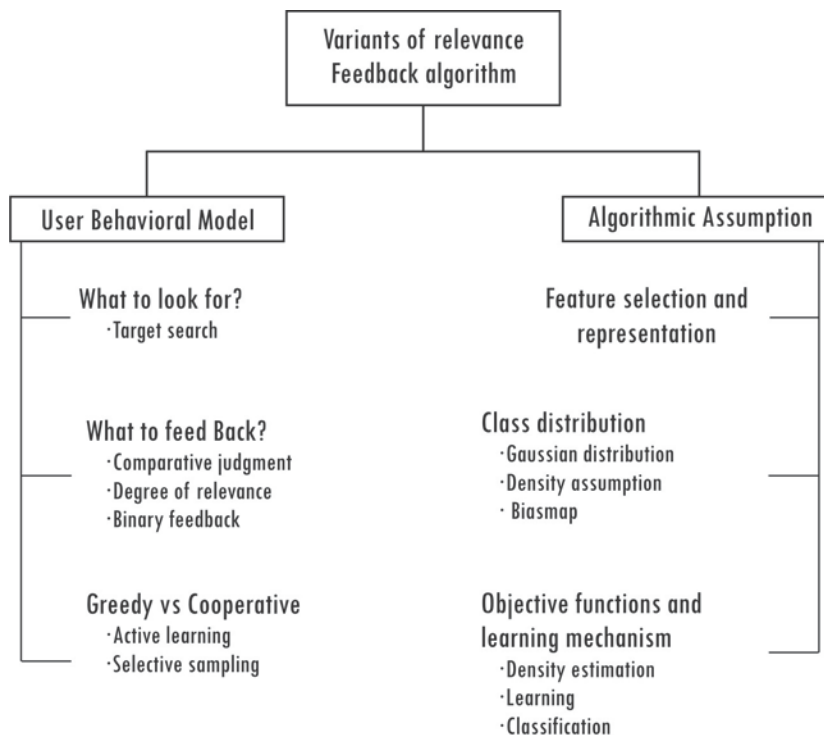 Variants of relevance
Feedback algorithm
User Behavioral Model
What to look for?
·Target search
What to feed Back?
·Comparative judgment
·Degree of relevance
·Binary feedback
Greedy vs Cooperative
·Active learning
·Selective sampling
Algorithmic Assumption
Feature selection and
representation
Class distribution
·Gaussian distribution
·Density assumption
· Biasmap
Objective functions and
learning mechanism
·Density estimation
·Learning
·Classification